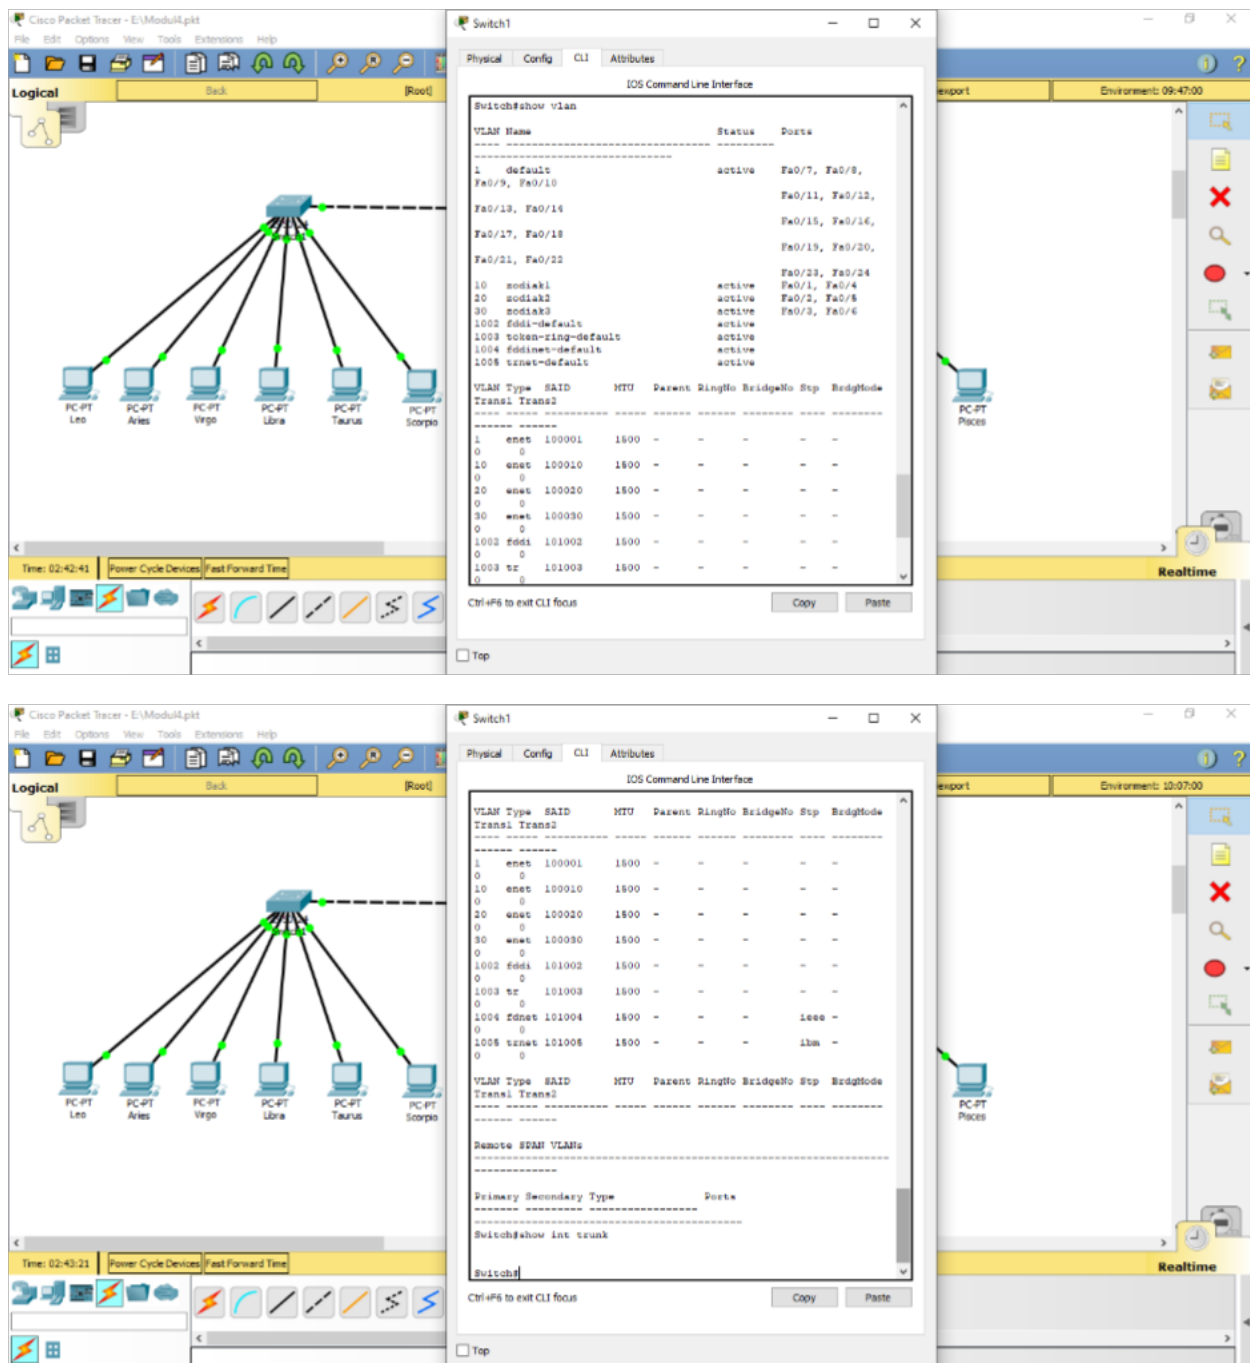 Cisco Packet Tracer - E:\Modul4.pkt
File Edit Options View Tools Extensions Help
Logical
Back
[Root]
Switch1
Physical Config CLI Attributes
IOS Command Line Interface
Switch#show vlan
VLAN Name Status Ports
---- -------------------------------- --------- 
-------------------------------
1 default active Fa0/7, Fa0/8,
Fa0/9, Fa0/10
Fa0/11, Fa0/12,
Fa0/13, Fa0/14
Fa0/15, Fa0/16,
Fa0/17, Fa0/18
Fa0/19, Fa0/20,
Fa0/21, Fa0/22
Fa0/23, Fa0/24
10 zodiak1 active Fa0/1, Fa0/4
20 zodiak2 active Fa0/2, Fa0/5
30 zodiak3 active Fa0/3, Fa0/6
1002 fddi-default active
1003 token-ring-default active
1004 fddinet-default active
1005 trnet-default active
VLAN Type SAID MTU Parent RingNo BridgeNo Stp BrdgMode
Trans1 Trans2
---- ----- ---------- ----- ------ ------ -------- ---- --------
------ ------
1 enet 100001 1500 - - - - -
0 0
10 enet 100010 1500 - - - - -
0 0
20 enet 100020 1500 - - - - -
0 0
30 enet 100030 1500 - - - - -
0 0
1002 fddi 101002 1500 - - - - -
0 0
1003 tr 101003 1500 - - - - -
0 0
Ctrl+F6 to exit CLI focus
Copy Paste
Top
Environment: 09:47:00
PC-PT
Leo
PC-PT
Aries
PC-PT
Virgo
PC-PT
Libra
PC-PT
Taurus
PC-PT
Scorpio
PC-PT
Pisces
Time: 02:42:41 Power Cycle Devices Fast Forward Time
Realtime
Cisco Packet Tracer - E:\Modul4.pkt
File Edit Options View Tools Extensions Help
Logical
Back
[Root]
Switch1
Physical Config CLI Attributes
IOS Command Line Interface
VLAN Type SAID MTU Parent RingNo BridgeNo Stp BrdgMode
Trans1 Trans2
---- ----- ---------- ----- ------ ------ -------- ---- --------
------ ------
1 enet 100001 1500 - - - - -
0 0
10 enet 100010 1500 - - - - -
0 0
20 enet 100020 1500 - - - - -
0 0
30 enet 100030 1500 - - - - -
0 0
1002 fddi 101002 1500 - - - - -
0 0
1003 tr 101003 1500 - - - - -
0 0
1004 fdnet 101004 1500 - - - ieee -
0 0
1005 trnet 101005 1500 - - - ibm -
0 0
VLAN Type SAID MTU Parent RingNo BridgeNo Stp BrdgMode
Trans1 Trans2
---- ----- ---------- ----- ------ ------ -------- ---- --------
------ ------
Remote SPAN VLANs
-----------------------------------------------------------------
-------------
Primary Secondary Type Ports
------- --------- -----------------
------------------------------------------
Switch#show int trunk
Switch#
Ctrl+F6 to exit CLI focus
Copy Paste
Top
Environment: 10:07:00
PC-PT
Leo
PC-PT
Aries
PC-PT
Virgo
PC-PT
Libra
PC-PT
Taurus
PC-PT
Scorpio
PC-PT
Pisces
Time: 02:43:21 Power Cycle Devices Fast Forward Time
Realtime